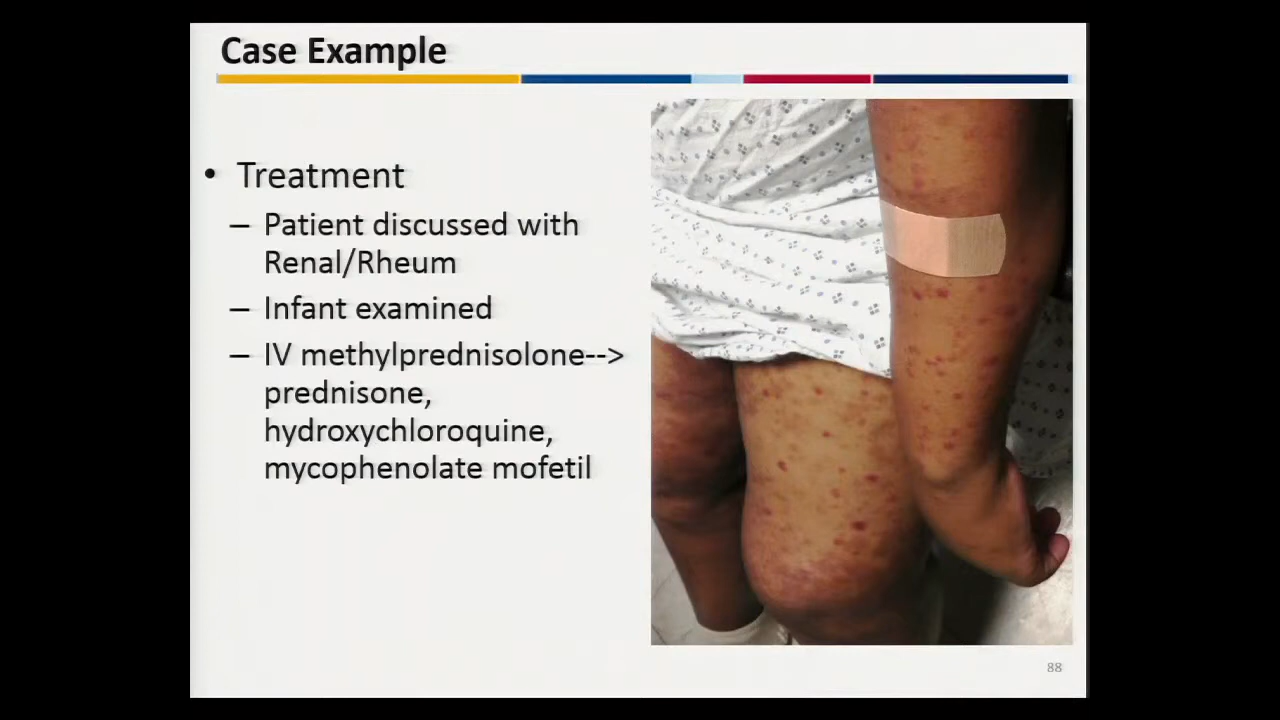 Case Example
• Treatment
– Patient discussed with
Renal/Rheum
– Infant examined
– IV methylprednisolone-->
prednisone,
hydroxychloroquine,
mycophenolate mofetil
88